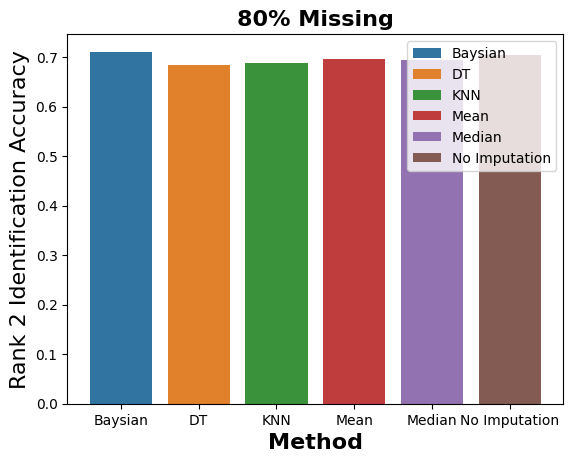 80% Missing
Rank 2 Identification Accuracy
0.7
0.6
0.5
0.4
0.3
0.2
0.1
0.0
Baysian
DT
KNN
Mean
Median
No Imputation
Baysian DT KNN Mean Median No Imputation
Method